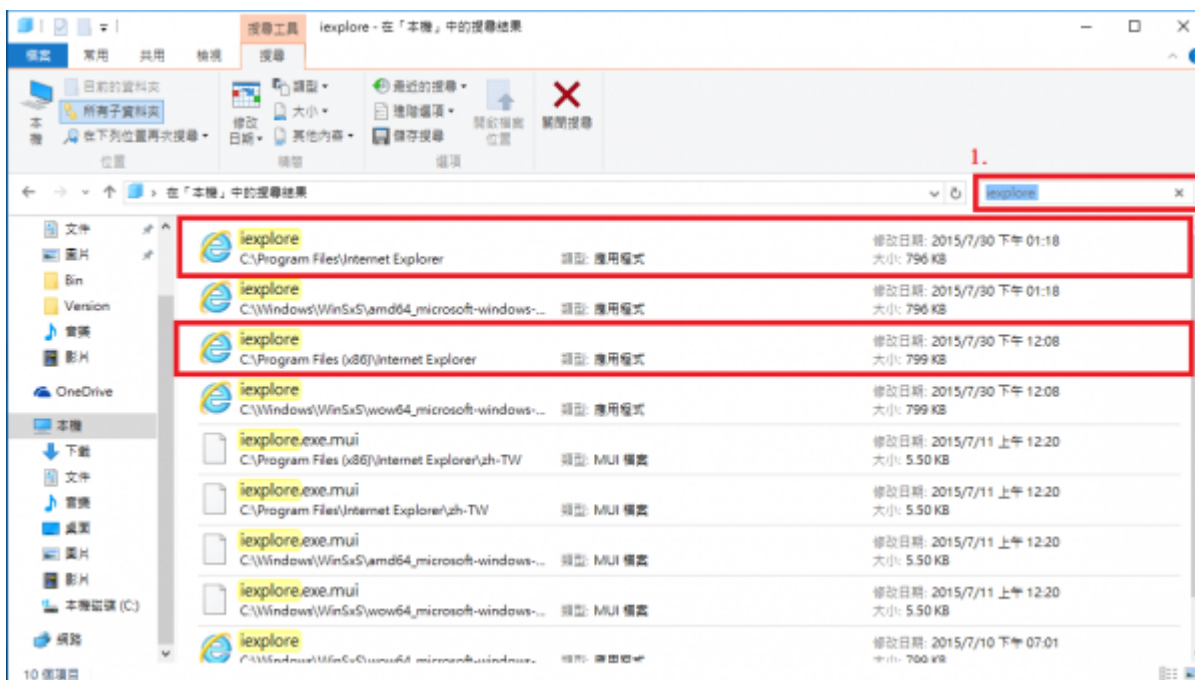 搜尋工具 iexplore - 在「本機」中的搜尋結果
檔案 常用 共用 檢視 搜尋
本機
目前的資料夾
所有子資料夾
在下列位置再次搜尋
位置
修改日期
類型
大小
其他內容
精簡
最近的搜尋
進階選項
儲存搜尋
開啟檔案位置
選項
關閉搜尋
1.
在「本機」中的搜尋結果
iexplore
文件
圖片
Bin
Version
音樂
影片
OneDrive
本機
下載
文件
音樂
桌面
圖片
影片
本機磁碟 (C:)
網路
iexplore 修改日期: 2015/7/30 下午 01:18
C:\Program Files\Internet Explorer 類型: 應用程式 大小: 796 KB
iexplore 修改日期: 2015/7/30 下午 01:18
C:\Windows\WinSxS\amd64_microsoft-windows-... 類型: 應用程式 大小: 796 KB
iexplore 修改日期: 2015/7/30 下午 12:08
C:\Program Files (x86)\Internet Explorer 類型: 應用程式 大小: 799 KB
iexplore 修改日期: 2015/7/30 下午 12:08
C:\Windows\WinSxS\wow64_microsoft-windows-... 類型: 應用程式 大小: 799 KB
iexplore.exe.mui 修改日期: 2015/7/11 上午 12:20
C:\Program Files (x86)\Internet Explorer\zh-TW 類型: MUI 檔案 大小: 5.50 KB
iexplore.exe.mui 修改日期: 2015/7/11 上午 12:20
C:\Program Files\Internet Explorer\zh-TW 類型: MUI 檔案 大小: 5.50 KB
iexplore.exe.mui 修改日期: 2015/7/11 上午 12:20
C:\Windows\WinSxS\amd64_microsoft-windows-... 類型: MUI 檔案 大小: 5.50 KB
iexplore.exe.mui 修改日期: 2015/7/11 上午 12:20
C:\Windows\WinSxS\wow64_microsoft-windows-... 類型: MUI 檔案 大小: 5.50 KB
iexplore 修改日期: 2015/7/10 下午 07:01
C:\Windows\WinSxS\wow64_microsoft-windows-... 類型: 應用程式 大小: 799 KB
10 個項目